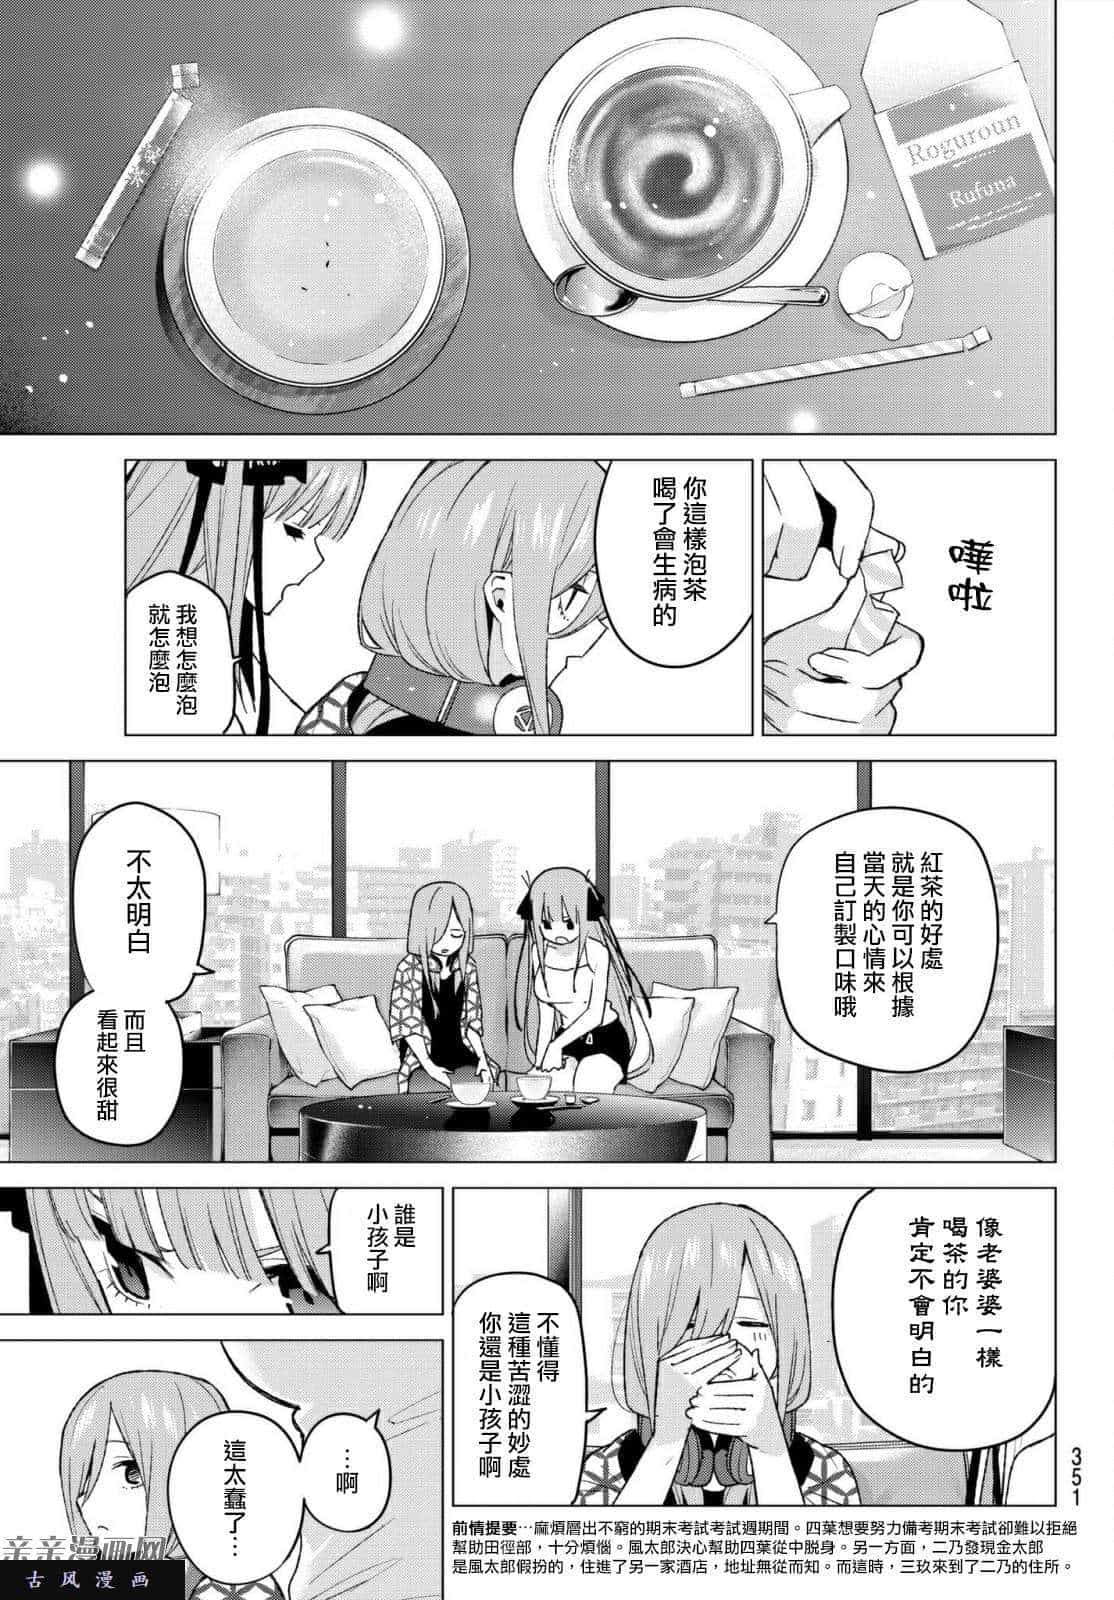 Roguroun
Rufuna
嘩啦
你這樣泡茶
喝了會生病的
我想怎麼泡
就怎麼泡
紅茶的好處
就是你可以根據
當天的心情來
自己訂製口味哦
不太明白
而且
看起來很甜
像老婆婆一樣
喝茶的你
肯定不會明白的
不懂得
這種苦澀的妙處
你還是小孩子啊
誰是
小孩子啊
…啊
這太蠢了…
351
前情提要…麻煩層出不窮的期末考試考試週期間。四葉想要努力備考期末考試卻難以拒絕
幫助田徑部，十分煩惱。風太郎決心幫助四葉從中脫身。另一方面，二乃發現金太郎
是風太郎假扮的，住進了另一家酒店，地址無從而知。而這時，三玖來到了二乃的住所。
亲亲漫画网
古风漫画